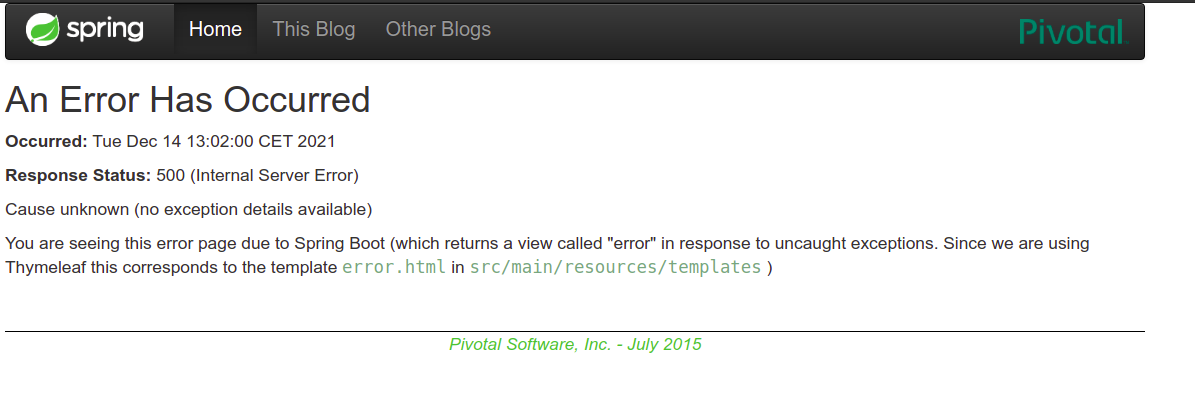 spring Home This Blog Other Blogs Pivotal
An Error Has Occurred
Occurred: Tue Dec 14 13:02:00 CET 2021
Response Status: 500 (Internal Server Error)
Cause unknown (no exception details available)
You are seeing this error page due to Spring Boot (which returns a view called "error" in response to uncaught exceptions. Since we are using
Thymeleaf this corresponds to the template error.html in src/main/resources/templates )
Pivotal Software, Inc. - July 2015